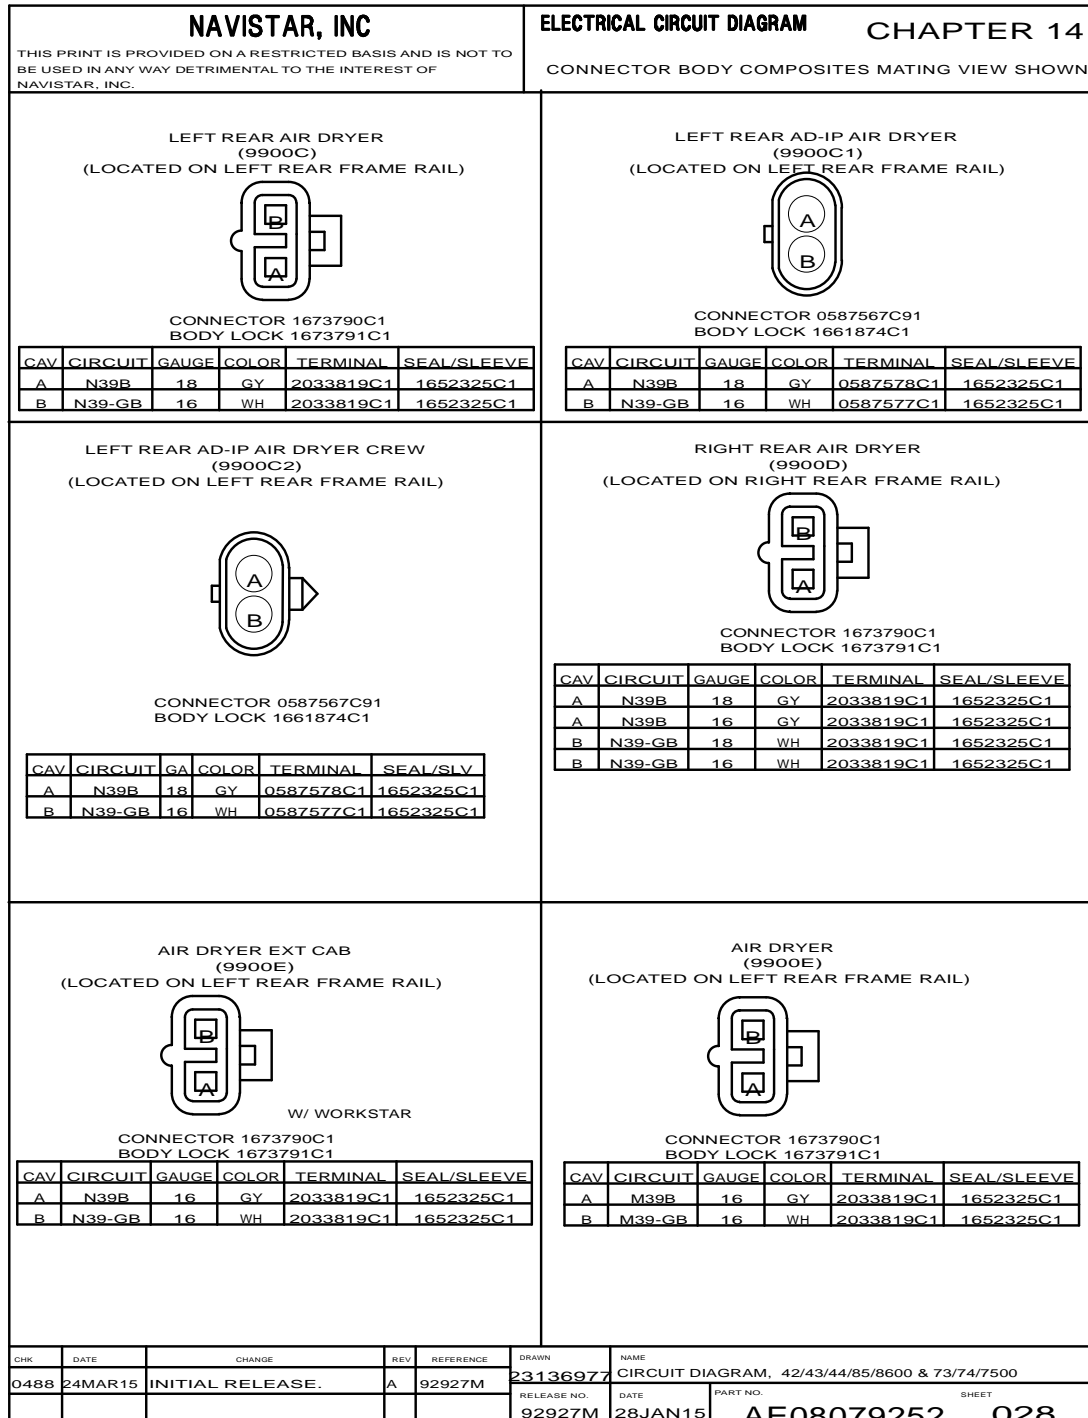 NAVISTAR, INC
THIS PRINT IS PROVIDED ON A RESTRICTED BASIS AND IS NOT TO
BE USED IN ANY WAY DETRIMENTAL TO THE INTEREST OF
NAVISTAR, INC.
ELECTRICAL CIRCUIT DIAGRAM
CHAPTER 14
CONNECTOR BODY COMPOSITES MATING VIEW SHOWN
LEFT REAR AIR DRYER
(9900C)
(LOCATED ON LEFT REAR FRAME RAIL)
B
A
CONNECTOR 1673790C1
BODY LOCK 1673791C1
CAV CIRCUIT GAUGE COLOR TERMINAL SEAL/SLEEVE
A N39B 18 GY 2033819C1 1652325C1
B N39-GB 16 WH 2033819C1 1652325C1
LEFT REAR AD-IP AIR DRYER
(9900C1)
(LOCATED ON LEFT REAR FRAME RAIL)
A
B
CONNECTOR 0587567C91
BODY LOCK 1661874C1
CAV CIRCUIT GAUGE COLOR TERMINAL SEAL/SLEEVE
A N39B 18 GY 0587578C1 1652325C1
B N39-GB 16 WH 0587577C1 1652325C1
LEFT REAR AD-IP AIR DRYER CREW
(9900C2)
(LOCATED ON LEFT REAR FRAME RAIL)
A
B
CONNECTOR 0587567C91
BODY LOCK 1661874C1
CAV CIRCUIT GA COLOR TERMINAL SEAL/SLV
A N39B 18 GY 0587578C1 1652325C1
B N39-GB 16 WH 0587577C1 1652325C1
RIGHT REAR AIR DRYER
(9900D)
(LOCATED ON RIGHT REAR FRAME RAIL)
B
A
CONNECTOR 1673790C1
BODY LOCK 1673791C1
CAV CIRCUIT GAUGE COLOR TERMINAL SEAL/SLEEVE
A N39B 18 GY 2033819C1 1652325C1
A N39B 16 GY 2033819C1 1652325C1
B N39-GB 18 WH 2033819C1 1652325C1
B N39-GB 16 WH 2033819C1 1652325C1
AIR DRYER EXT CAB
(9900E)
(LOCATED ON LEFT REAR FRAME RAIL)
B
A
W/ WORKSTAR
CONNECTOR 1673790C1
BODY LOCK 1673791C1
CAV CIRCUIT GAUGE COLOR TERMINAL SEAL/SLEEVE
A N39B 16 GY 2033819C1 1652325C1
B N39-GB 16 WH 2033819C1 1652325C1
AIR DRYER
(9900E)
(LOCATED ON LEFT REAR FRAME RAIL)
B
A
CONNECTOR 1673790C1
BODY LOCK 1673791C1
CAV CIRCUIT GAUGE COLOR TERMINAL SEAL/SLEEVE
A M39B 16 GY 2033819C1 1652325C1
B M39-GB 16 WH 2033819C1 1652325C1
CHK DATE CHANGE REV REFERENCE
0488 24MAR15 INITIAL RELEASE. A 92927M
DRAWN
23136977
NAME
CIRCUIT DIAGRAM, 42/43/44/85/8600 & 73/74/7500
RELEASE NO.
92927M
DATE
28JAN15
PART NO.
AE08079252
SHEET
028